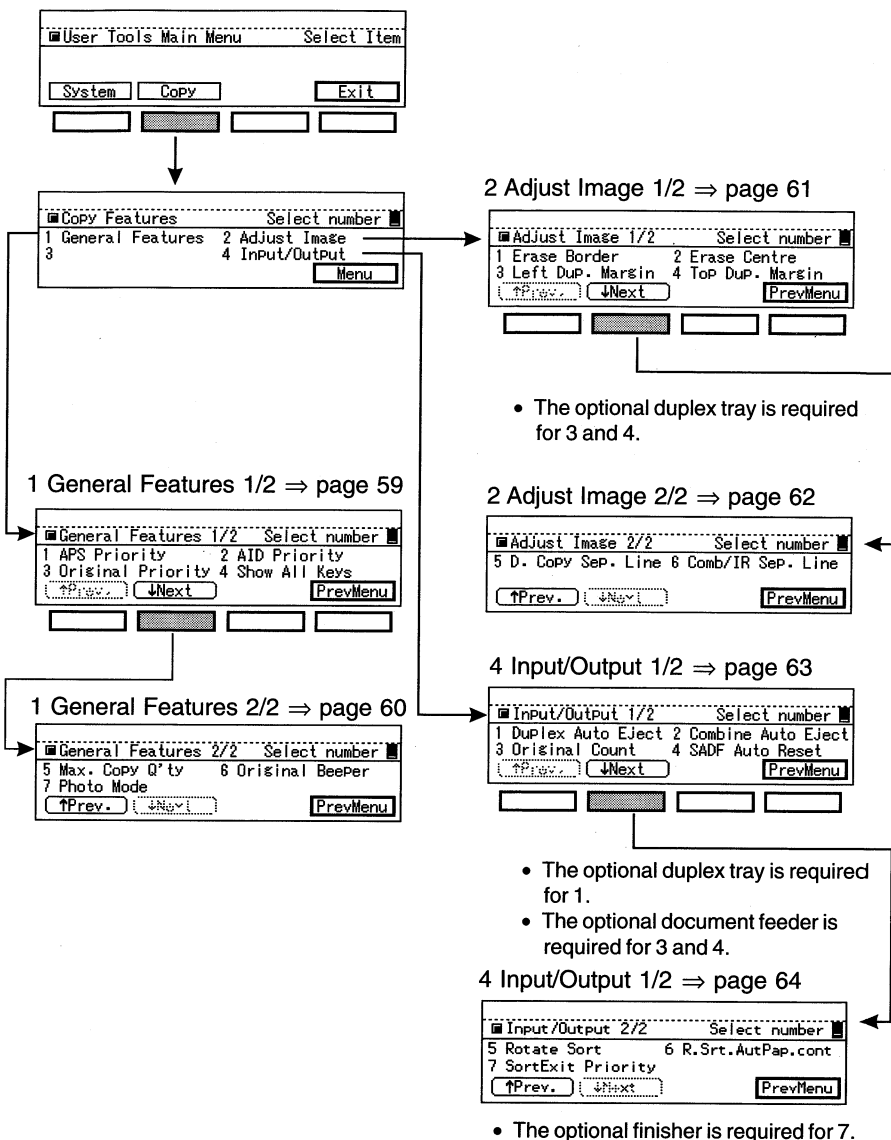 ■User Tools Main Menu Select Item
System Copy Exit
■Copy Features Select number
1 General Features 2 Adjust Image
3 4 Input/Output
Menu
2 Adjust Image 1/2 ⇒ page 61
■Adjust Image 1/2 Select number
1 Erase Border 2 Erase Centre
3 Left Dup. Margin 4 Top Dup. Margin
↑Prev. ↓Next PrevMenu
• The optional duplex tray is required
for 3 and 4.
1 General Features 1/2 ⇒ page 59
■General Features 1/2 Select number
1 APS Priority 2 AID Priority
3 Original Priority 4 Show All Keys
↑Prev. ↓Next PrevMenu
2 Adjust Image 2/2 ⇒ page 62
■Adjust Image 2/2 Select number
5 D. Copy Sep. Line 6 Comb/IR Sep. Line
↑Prev. ↓Next PrevMenu
1 General Features 2/2 ⇒ page 60
■General Features 2/2 Select number
5 Max. Copy Q'ty 6 Original Beeper
7 Photo Mode
↑Prev. ↓Next PrevMenu
4 Input/Output 1/2 ⇒ page 63
■Input/Output 1/2 Select number
1 Duplex Auto Eject 2 Combine Auto Eject
3 Original Count 4 SADF Auto Reset
↑Prev. ↓Next PrevMenu
• The optional duplex tray is required
for 1.
• The optional document feeder is
required for 3 and 4.
4 Input/Output 1/2 ⇒ page 64
■Input/Output 2/2 Select number
5 Rotate Sort 6 R.Srt.AutPap.cont
7 SortExit Priority
↑Prev. ↓Next PrevMenu
• The optional finisher is required for 7.